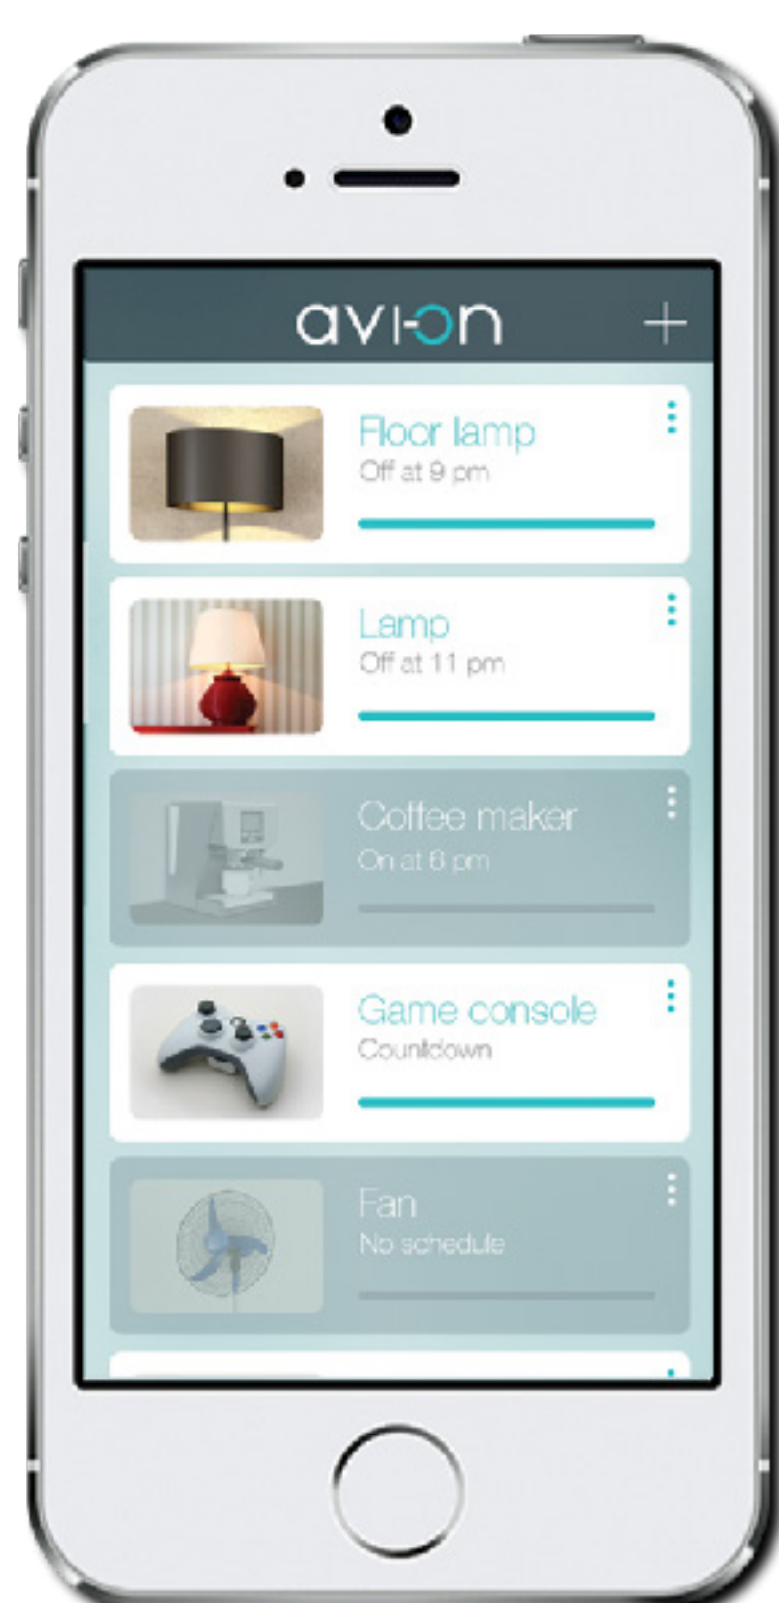 avi-on
Floor lamp
Off at 9 pm
Lamp
Off at 11 pm
Coffee maker
On at 6 pm
Game console
Countdown
Fan
No schedule